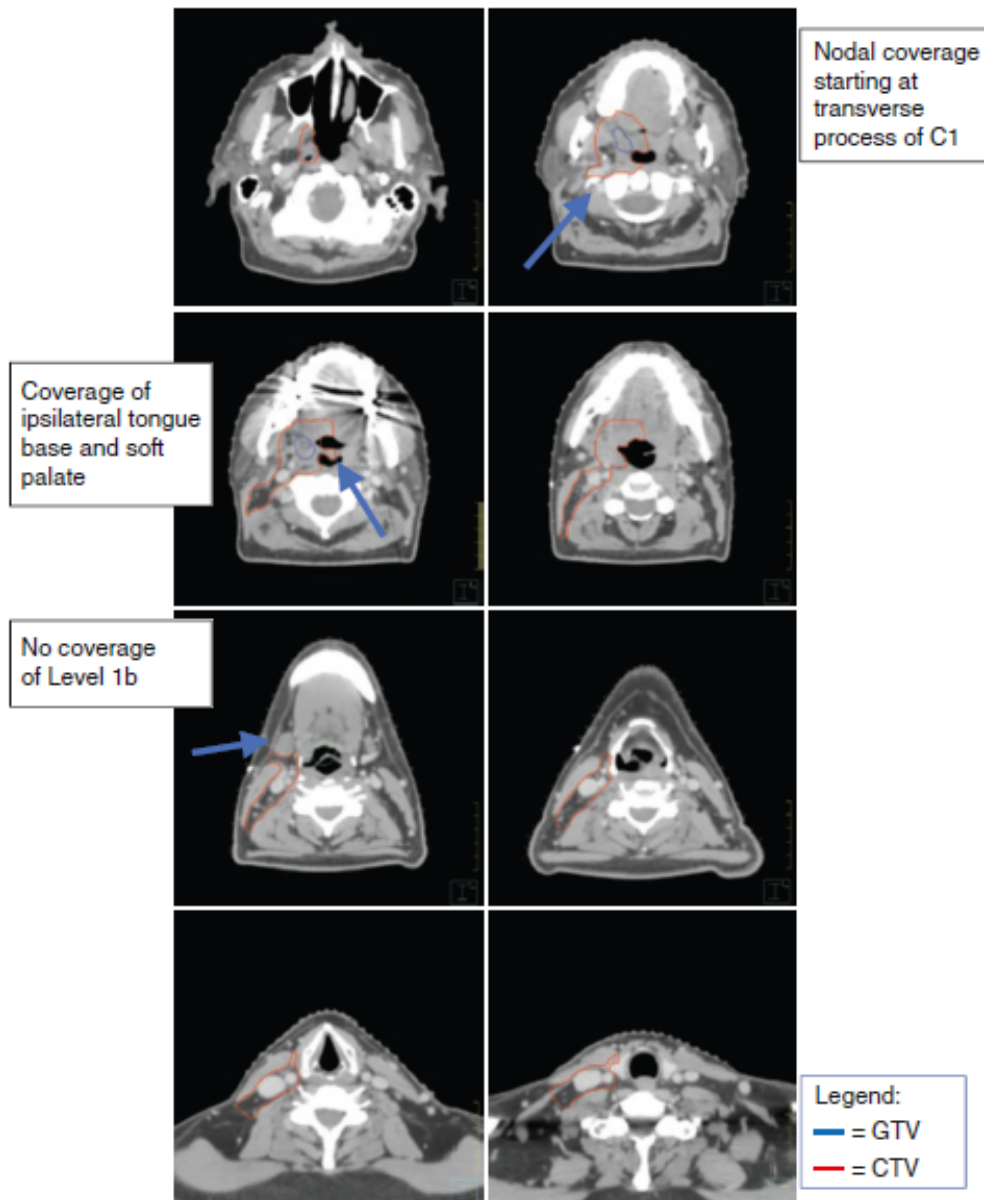 Nodal coverage
starting at
transverse
process of C1
Coverage of
ipsilateral tongue
base and soft
palate
No coverage
of Level 1b
Legend:
= GTV
= CTV